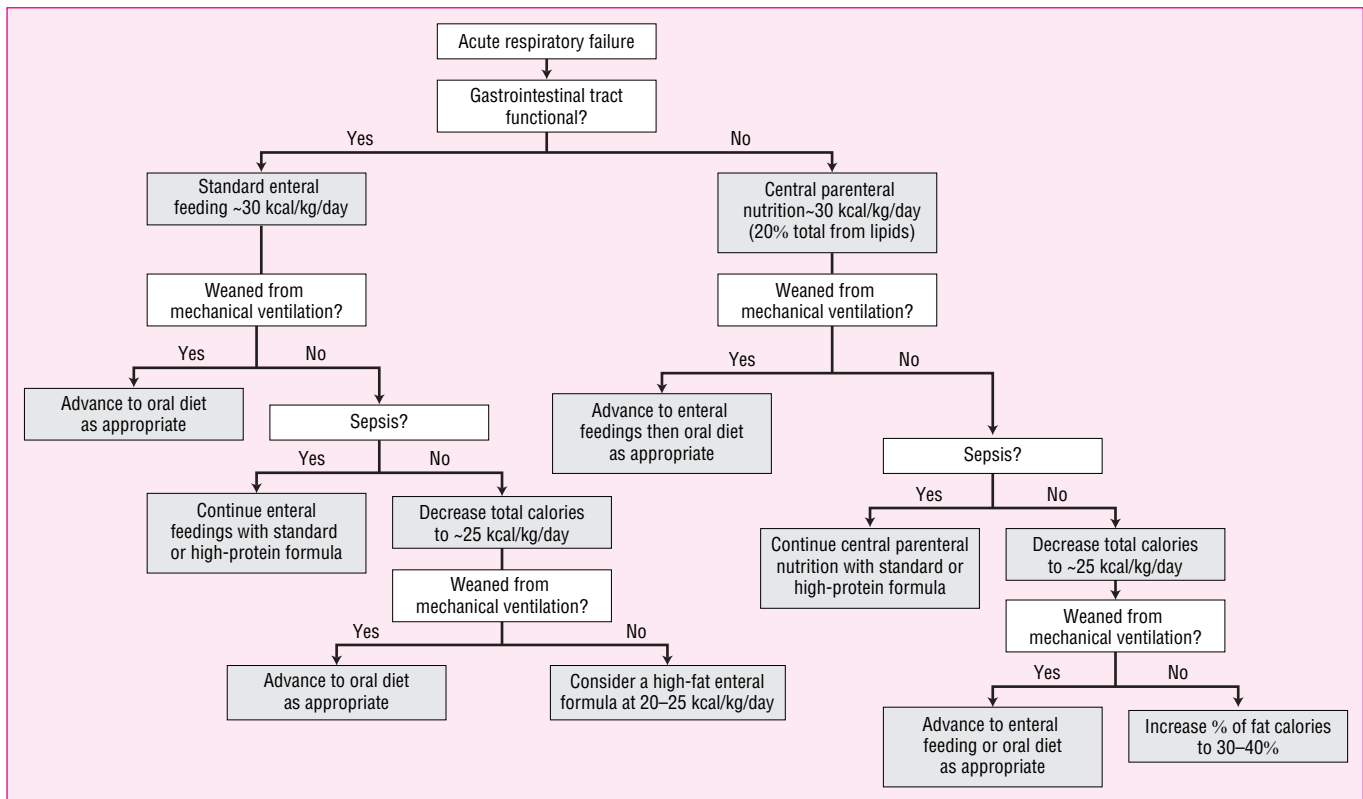 Acute respiratory failure
Gastrointestinal tract
functional?
Yes
No
Standard enteral
feeding ~30 kcal/kg/day
Central parenteral
nutrition~30 kcal/kg/day
(20% total from lipids)
Weaned from
mechanical ventilation?
Weaned from
mechanical ventilation?
Yes
No
Yes
No
Advance to oral diet
as appropriate
Sepsis?
Advance to enteral
feedings then oral diet
as appropriate
Sepsis?
Yes
No
Yes
No
Continue enteral
feedings with standard
or high-protein formula
Decrease total calories
to ~25 kcal/kg/day
Continue central parenteral
nutrition with standard or
high-protein formula
Decrease total calories
to ~25 kcal/kg/day
Weaned from
mechanical ventilation?
Weaned from
mechanical ventilation?
Yes
No
Yes
No
Advance to oral diet
as appropriate
Consider a high-fat enteral
formula at 20–25 kcal/kg/day
Advance to enteral
feeding or oral diet
as appropriate
Increase % of fat calories
to 30–40%